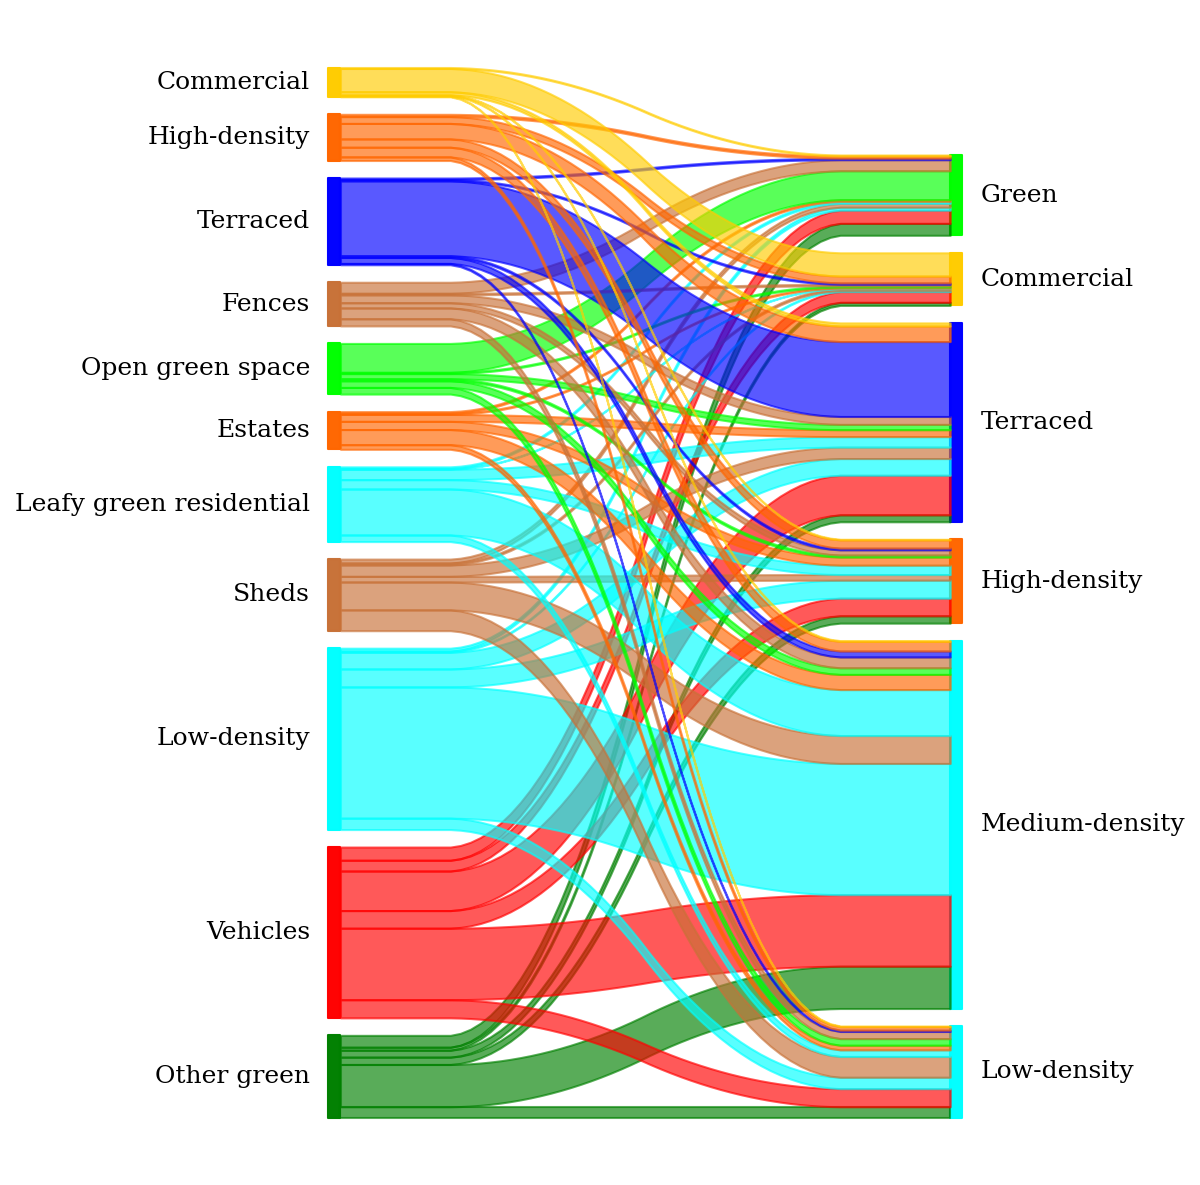 Commercial
High-density
Terraced
Fences
Open green space
Estates
Leafy green residential
Sheds
Low-density
Vehicles
Other green
Green
Commercial
Terraced
High-density
Medium-density
Low-density